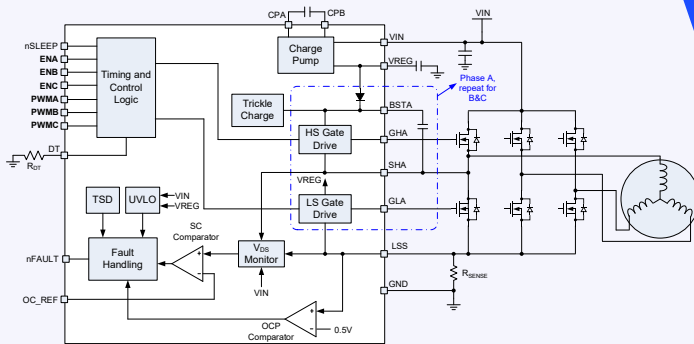 CPA
CPB
VIN
nSLEEP
ENA
ENB
ENC
PWMA
PWMB
PWMC
DT
RDT
Timing and
Control
Logic
Charge
Pump
VIN
VREG
Phase A,
repeat for
B&C
Trickle
Charge
BSTA
HS Gate
Drive
GHA
SHA
VREG
LS Gate
Drive
GLA
TSD
UVLO
VIN
VREG
SC
Comparator
nFAULT
Fault
Handling
+
−
VDS
Monitor
VIN
LSS
RSENSE
GND
OC_REF
OCP
Comparator
+
−
0.5V